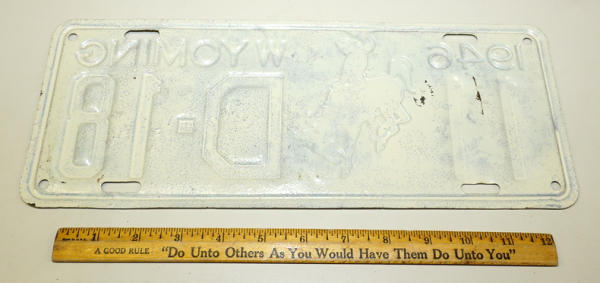 1946 WYOMING
11 D-18
1 2 3 4 5 6 7 8 9 10 11 12
A GOOD RULE "Do Unto Others As You Would Have Them Do Unto You"